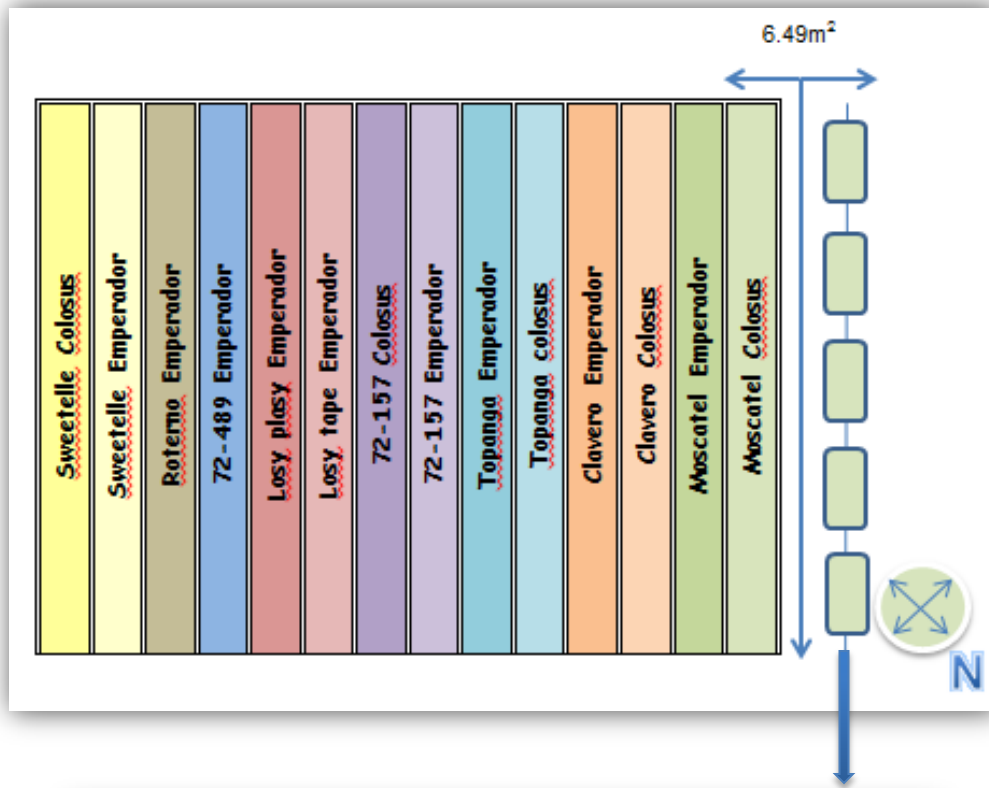 6.49m²
Sweetelle Colosus
Sweetelle Emperador
Roterno Emperador
72-489 Emperador
Losy plasy Emperador
Losy tape Emperador
72-157 Colosus
72-157 Emperador
Topanga Emperador
Topanga colosus
Clavero Emperador
Clavero Colosus
Moscatel Emperador
Moscatel Colosus
N